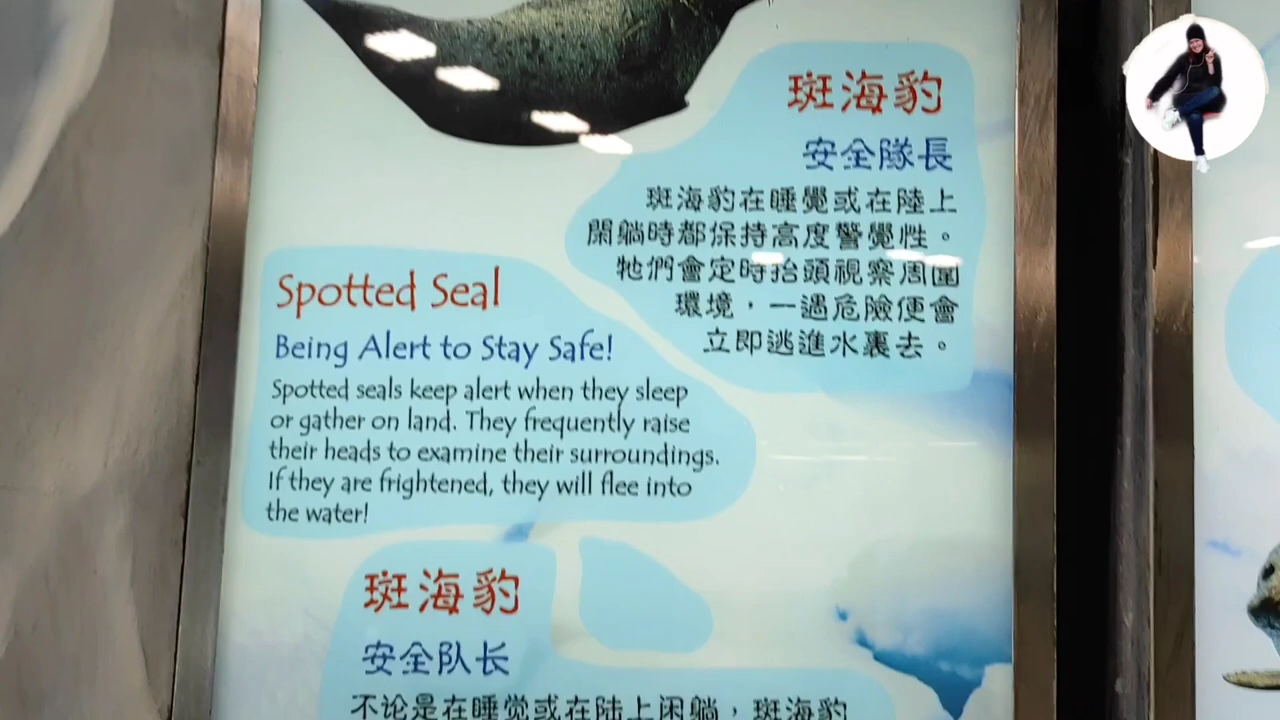 斑海豹
安全隊長
斑海豹在睡覺或在陸上
閑躺時都保持高度警覺性。
牠們會定時抬頭視察周圍
環境，一遇危險便會
立即逃進水裏去。
Spotted Seal
Being Alert to Stay Safe!
Spotted seals keep alert when they sleep
or gather on land. They frequently raise
their heads to examine their surroundings.
If they are frightened, they will flee into
the water!
斑海豹
安全队长
不论是在睡觉或在陆上闲躺，斑海豹